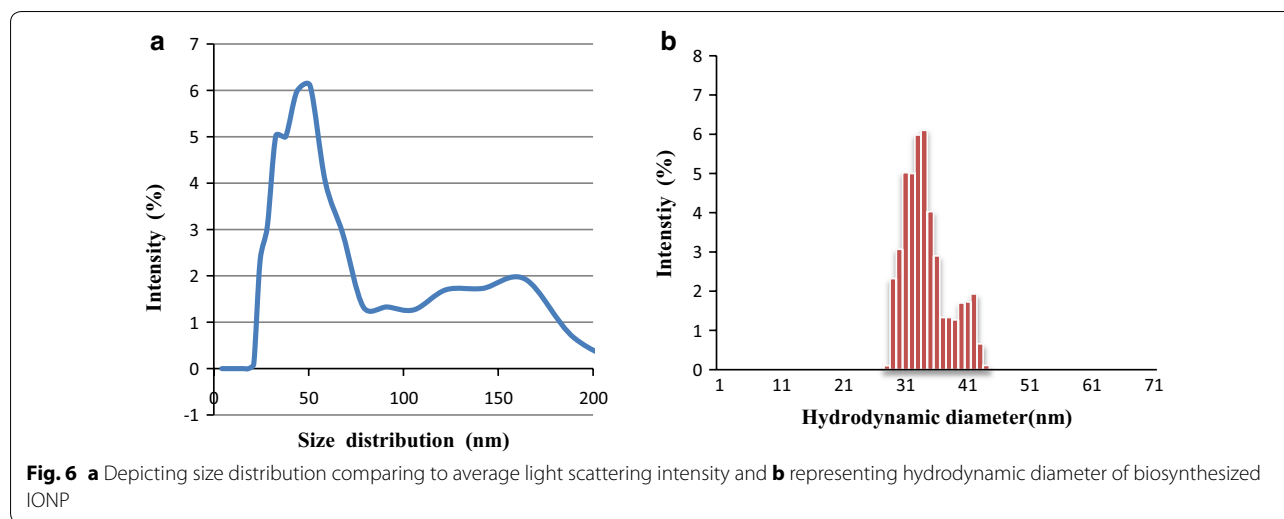 a
7
6
5
4
3
2
1
0
-1
Intensity (%)
0 50 100 150 200
Size distribution (nm)
b
8
7
6
5
4
3
2
1
0
Intenstiy (%)
1 11 21 31 41 51 61 71
Hydrodynamic diameter(nm)
Fig. 6 a Depicting size distribution comparing to average light scattering intensity and b representing hydrodynamic diameter of biosynthesized
IONP